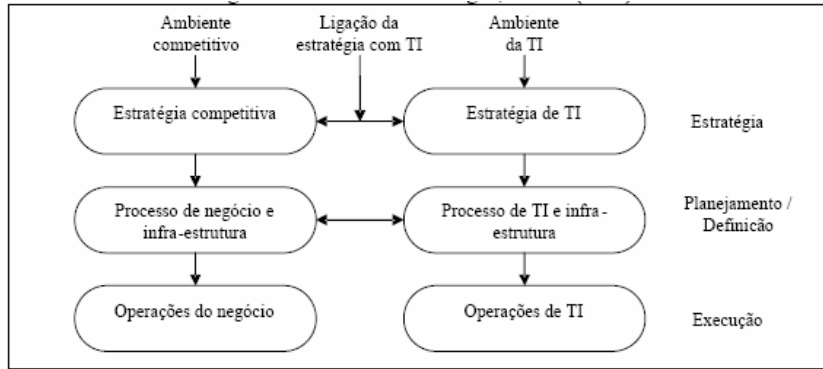 Ambiente
competitivo
Ligação da
estratégia com TI
Ambiente
da TI
Estratégia competitiva
Estratégia de TI
Estratégia
Processo de negócio e
infra-estrutura
Processo de TI e infra-
estrutura
Planejamento /
Definicão
Operações do negócio
Operações de TI
Execução